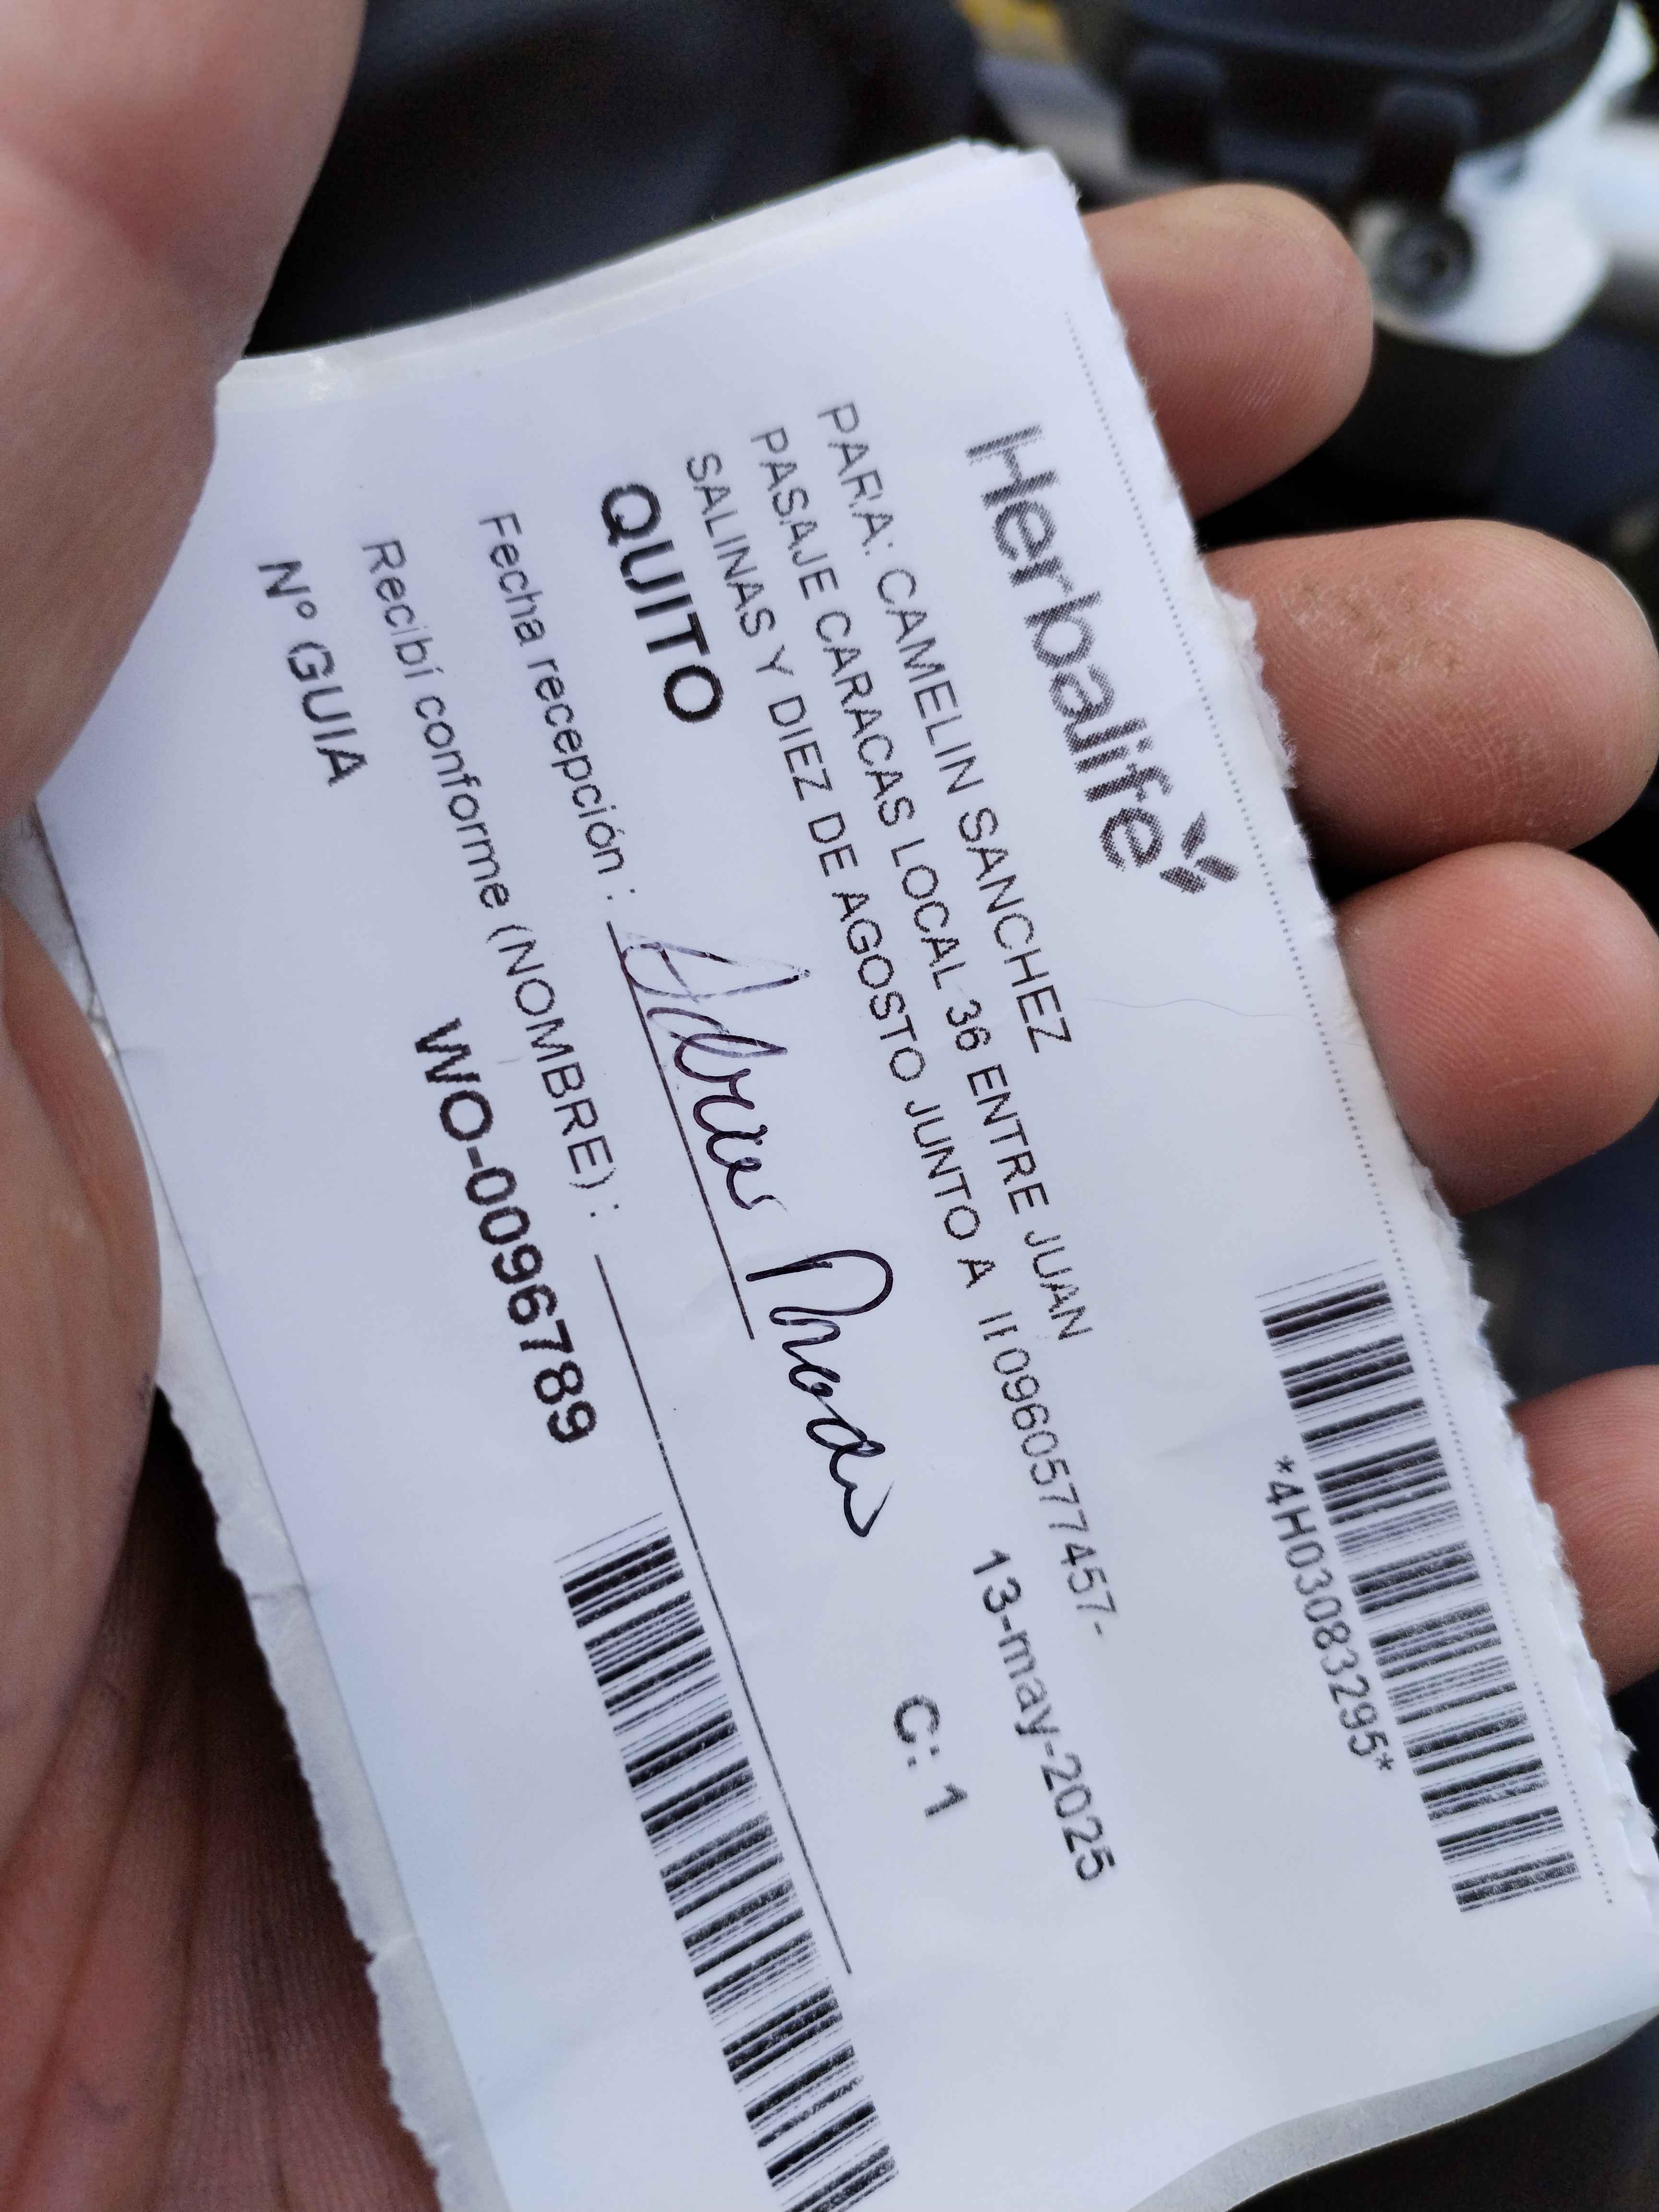 Herbalife
*4H03083295*
PARA: CAMELIN SANCHEZ
PASAJE CARACAS LOCAL 36 ENTRE JUAN
SALINAS Y DIEZ DE AGOSTO JUNTO A 0960577457-
13-may-2025
QUITO
C: 1
Fecha recepción :
Recibí conforme (NOMBRE) :
Nº GUIA
WO-0096789